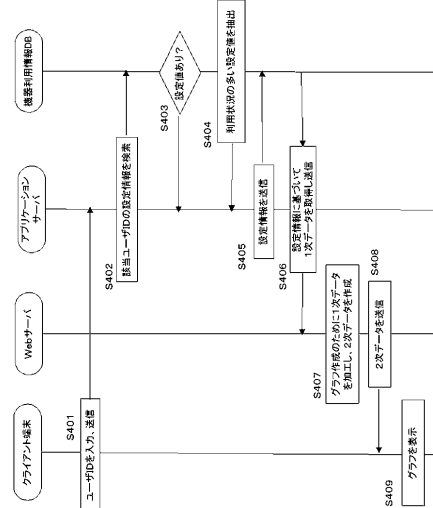 クライアント端末
Webサーバ
アプリケーション
サーバ
機器利用情報DB
S401
ユーザIDを入力、送信
S402
該当ユーザIDの設定情報を検索
S403
設定値あり？
S404
利用状況の多い設定値を抽出
S405
設定情報を送信
S406
設定情報に基づいて
1次データを取得し送信
S407
グラフ作成のために1次データ
を加工し、2次データを作成
S408
2次データを送信
S409
グラフを表示